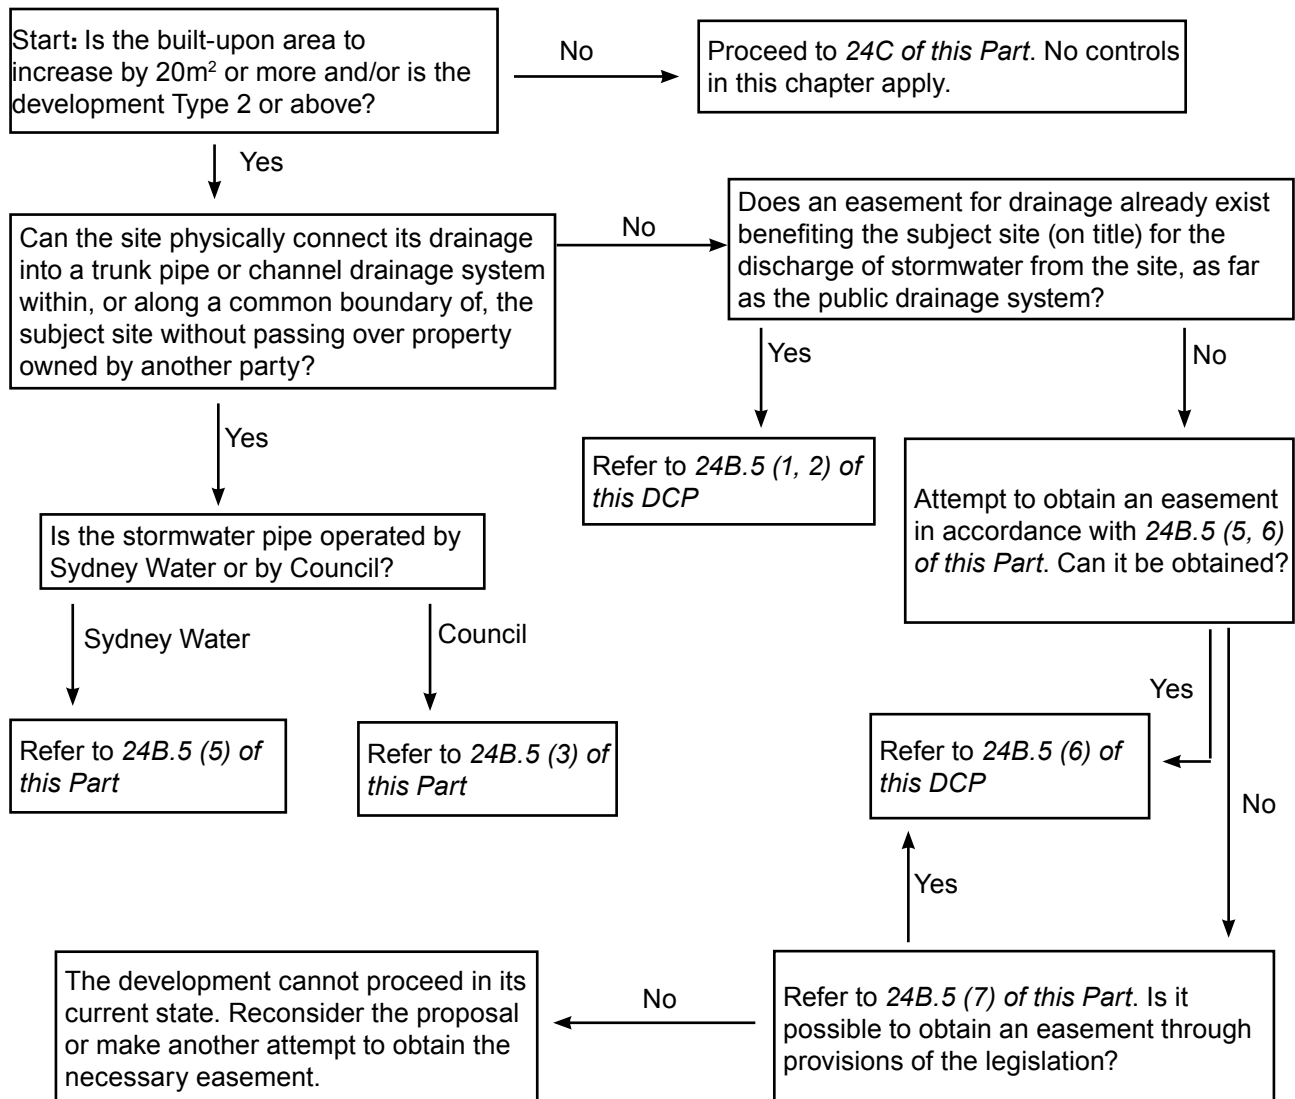 Start: Is the built-upon area to
increase by 20m² or more and/or is the
development Type 2 or above?
No
Proceed to 24C of this Part. No controls
in this chapter apply.
Yes
Can the site physically connect its drainage
into a trunk pipe or channel drainage system
within, or along a common boundary of, the
subject site without passing over property
owned by another party?
No
Does an easement for drainage already exist
benefiting the subject site (on title) for the
discharge of stormwater from the site, as far
as the public drainage system?
Yes
No
Yes
Refer to 24B.5 (1, 2) of
this DCP
Attempt to obtain an easement
in accordance with 24B.5 (5, 6)
of this Part. Can it be obtained?
Is the stormwater pipe operated by
Sydney Water or by Council?
Sydney Water
Council
Refer to 24B.5 (5) of
this Part
Refer to 24B.5 (3) of
this Part
Yes
Refer to 24B.5 (6) of
this DCP
No
Yes
Refer to 24B.5 (7) of this Part. Is it
possible to obtain an easement through
provisions of the legislation?
No
The development cannot proceed in its
current state. Reconsider the proposal
or make another attempt to obtain the
necessary easement.